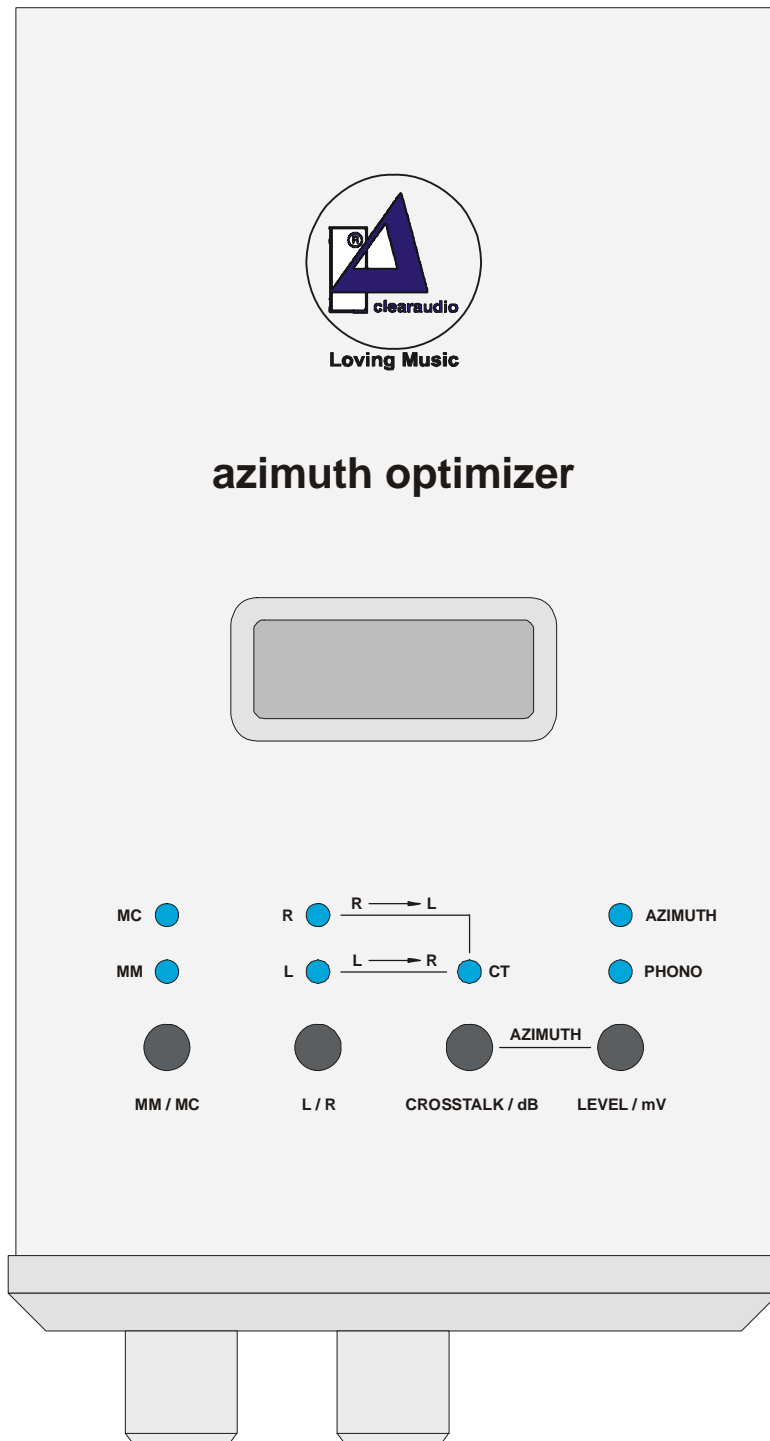 ®
clearaudio
Loving Music
azimuth optimizer
MC R R L AZIMUTH
MM L L R CT PHONO
AZIMUTH
MM / MC L / R CROSSTALK / dB LEVEL / mV